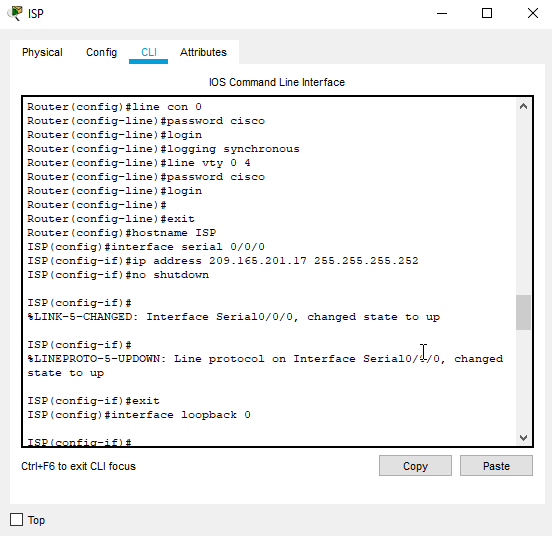 ISP
Physical Config CLI Attributes
IOS Command Line Interface
Router(config)#line con 0
Router(config-line)#password cisco
Router(config-line)#login
Router(config-line)#logging synchronous
Router(config-line)#line vty 0 4
Router(config-line)#password cisco
Router(config-line)#login
Router(config-line)#
Router(config-line)#exit
Router(config)#hostname ISP
ISP(config)#interface serial 0/0/0
ISP(config-if)#ip address 209.165.201.17 255.255.255.252
ISP(config-if)#no shutdown
ISP(config-if)#
%LINK-5-CHANGED: Interface Serial0/0/0, changed state to up
ISP(config-if)#
%LINEPROTO-5-UPDOWN: Line protocol on Interface Serial0/0/0, changed
state to up
ISP(config-if)#exit
ISP(config)#interface loopback 0
ISP(config-if)#
Ctrl+F6 to exit CLI focus
Copy
Paste
Top